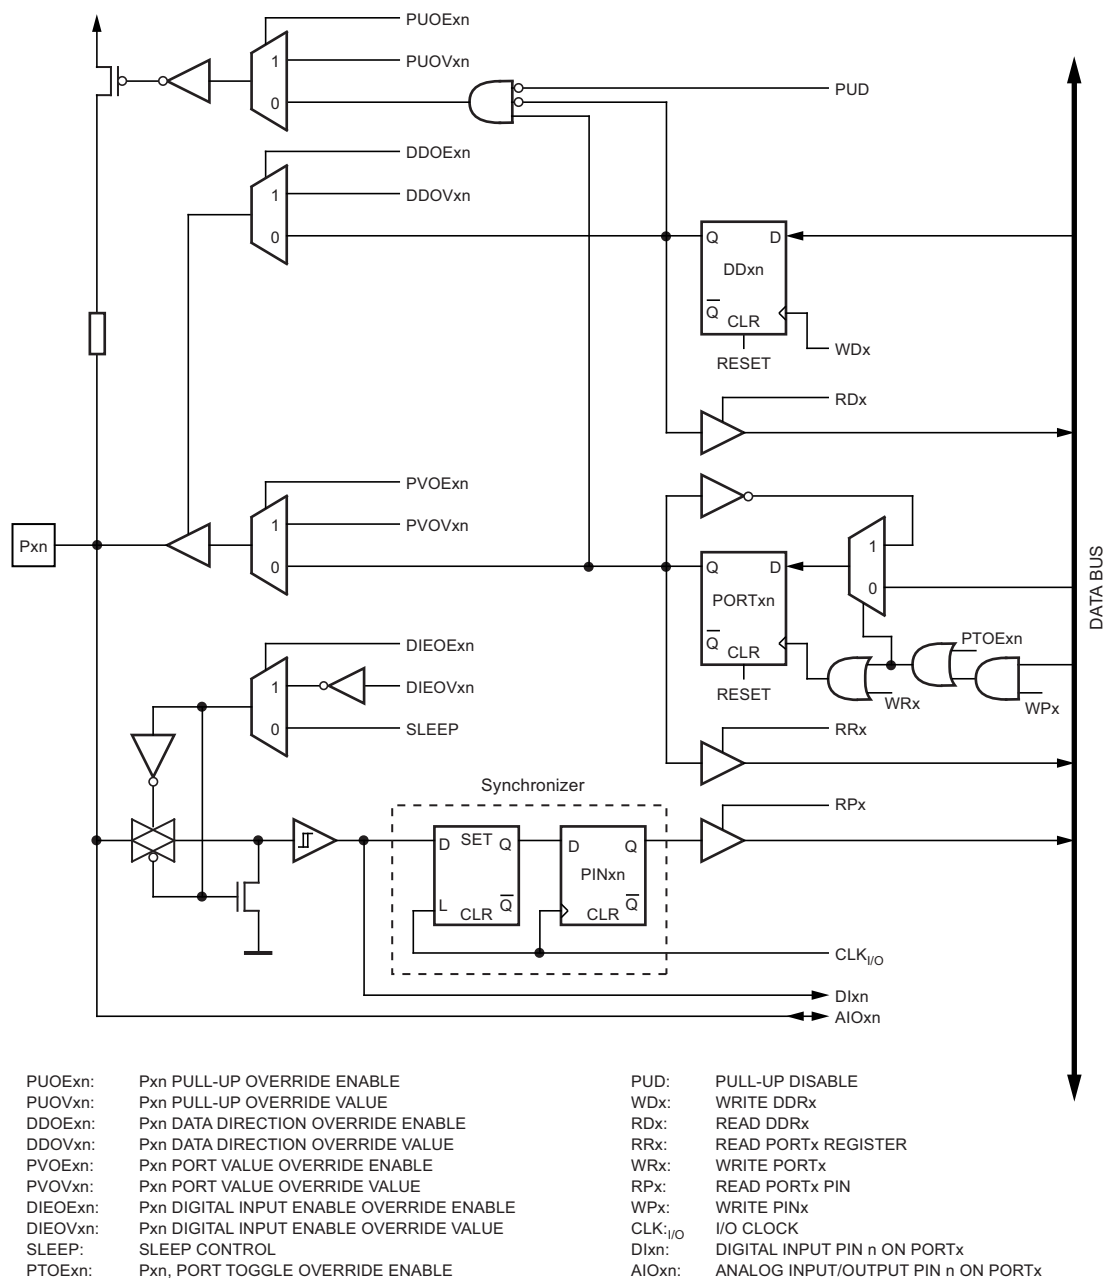 PUOExn
PUOVxn
1
0
PUD
DDOExn
DDOVxn
1
0
Q D
DDxn
Q
CLR
RESET
WDx
RDx
PVOExn
PVOVxn
1
0
Pxn
Q D
PORTxn
Q
CLR
RESET
1
0
PTOExn
WRx
WPx
DATA BUS
DIEOExn
DIEOVxn
SLEEP
1
0
RRx
Synchronizer
RPx
D SET Q
L CLR Q
D Q
PINxn
CLR Q
CLKI/O
DIxn
AIOxn
PUOExn: Pxn PULL-UP OVERRIDE ENABLE
PUOVxn: Pxn PULL-UP OVERRIDE VALUE
DDOExn: Pxn DATA DIRECTION OVERRIDE ENABLE
DDOVxn: Pxn DATA DIRECTION OVERRIDE VALUE
PVOExn: Pxn PORT VALUE OVERRIDE ENABLE
PVOVxn: Pxn PORT VALUE OVERRIDE VALUE
DIEOExn: Pxn DIGITAL INPUT ENABLE OVERRIDE ENABLE
DIEOVxn: Pxn DIGITAL INPUT ENABLE OVERRIDE VALUE
SLEEP: SLEEP CONTROL
PTOExn: Pxn, PORT TOGGLE OVERRIDE ENABLE
PUD: PULL-UP DISABLE
WDx: WRITE DDRx
RDx: READ DDRx
RRx: READ PORTx REGISTER
WRx: WRITE PORTx
RPx: READ PORTx PIN
WPx: WRITE PINx
CLK:I/O I/O CLOCK
DIxn: DIGITAL INPUT PIN n ON PORTx
AIOxn: ANALOG INPUT/OUTPUT PIN n ON PORTx